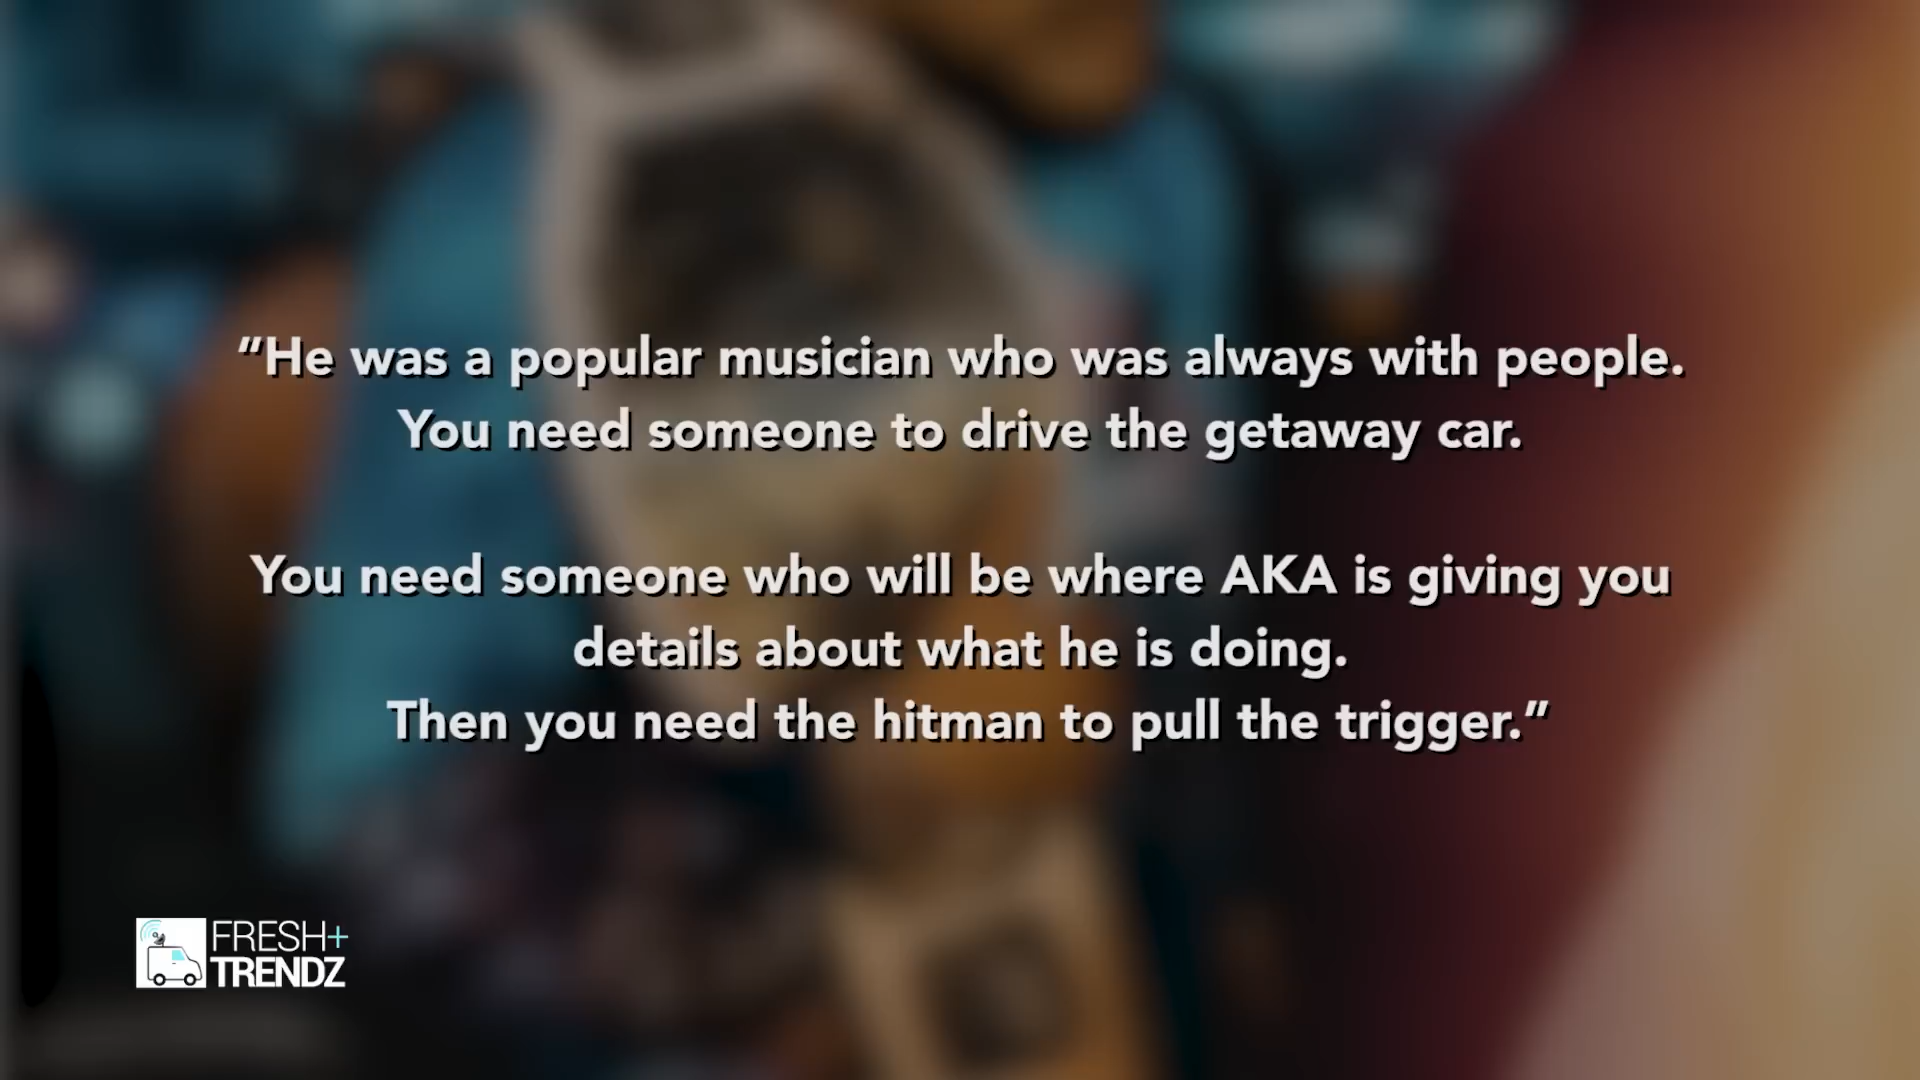 "He was a popular musician who was always with people.
You need someone to drive the getaway car.
You need someone who will be where AKA is giving you
details about what he is doing.
Then you need the hitman to pull the trigger."
FRESH+
TRENDZ